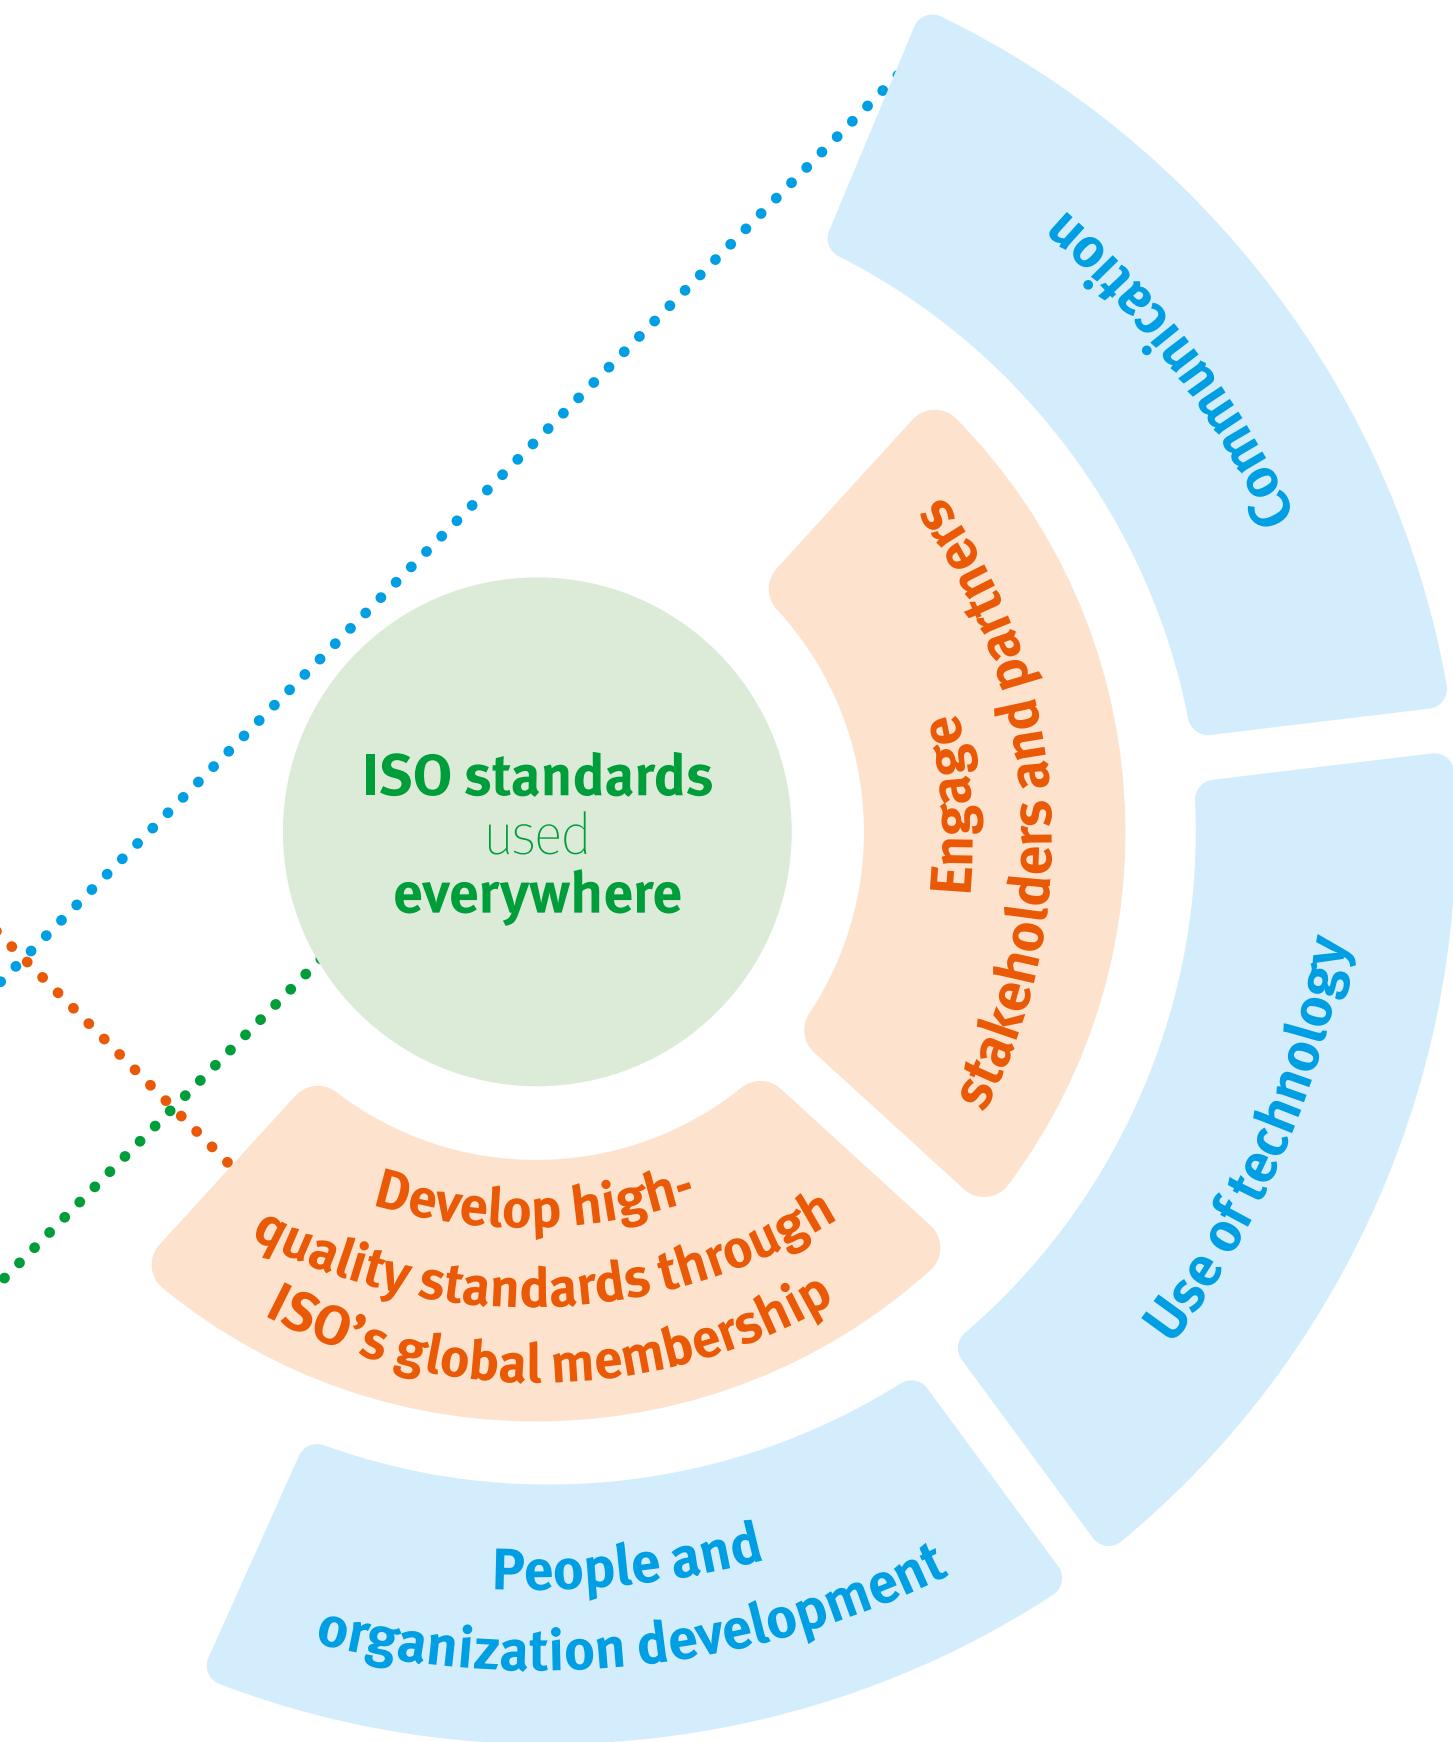 ISO standards
used
everywhere
Engage
stakeholders and partners
Develop high-
quality standards through
ISO’s global membership
Communication
Use of technology
People and
organization development